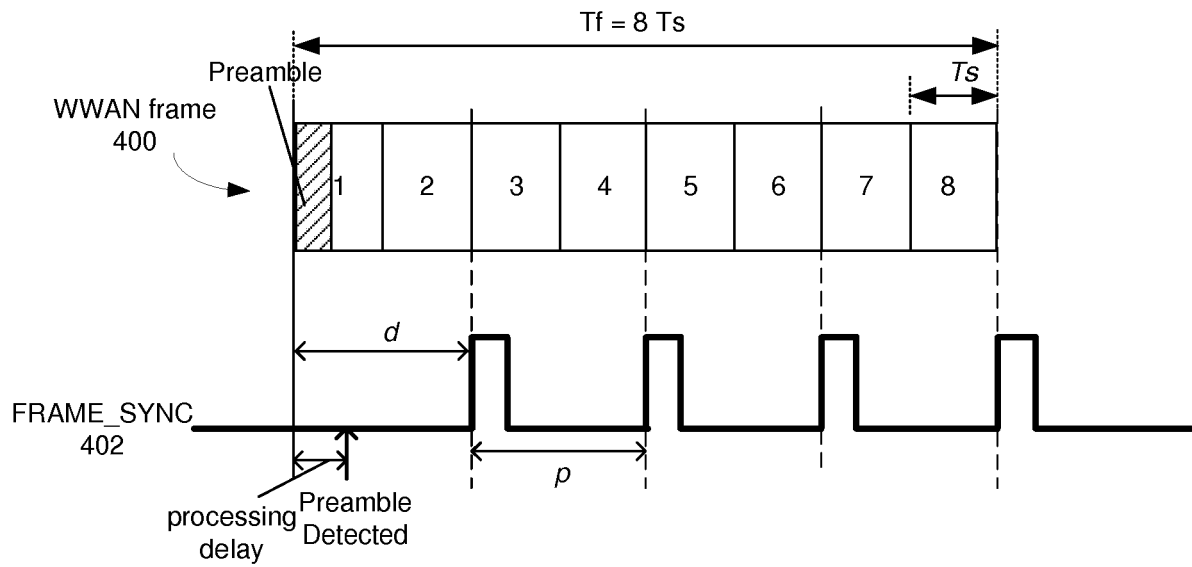 Tf = 8 Ts
Preamble
Ts
WWAN frame
400
1 2 3 4 5 6 7 8
d
FRAME_SYNC
402
p
processing
delay
Preamble
Detected